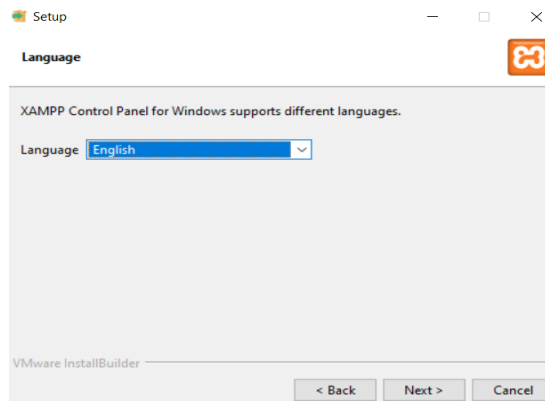 Setup
Language
XAMPP Control Panel for Windows supports different languages.
Language English
VMware InstallBuilder
< Back Next > Cancel